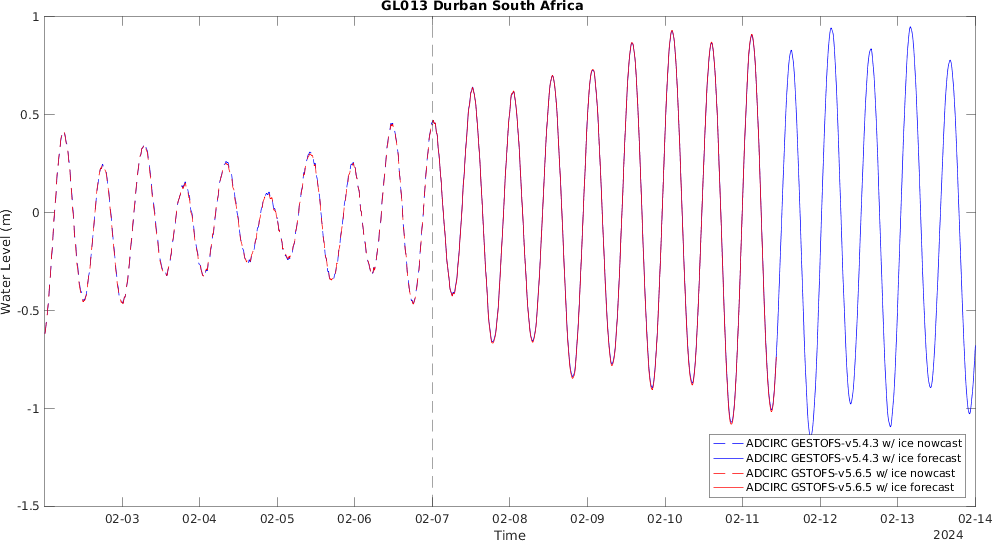 GL013 Durban South Africa
Water Level (m)
1
0.5
0
-0.5
-1
-1.5
ADCIRC GESTOFS-v5.4.3 w/ ice nowcast
ADCIRC GESTOFS-v5.4.3 w/ ice forecast
ADCIRC GSTOFS-v5.6.5 w/ ice nowcast
ADCIRC GSTOFS-v5.6.5 w/ ice forecast
02-03 02-04 02-05 02-06 02-07 02-08 02-09 02-10 02-11 02-12 02-13 02-14
Time
2024